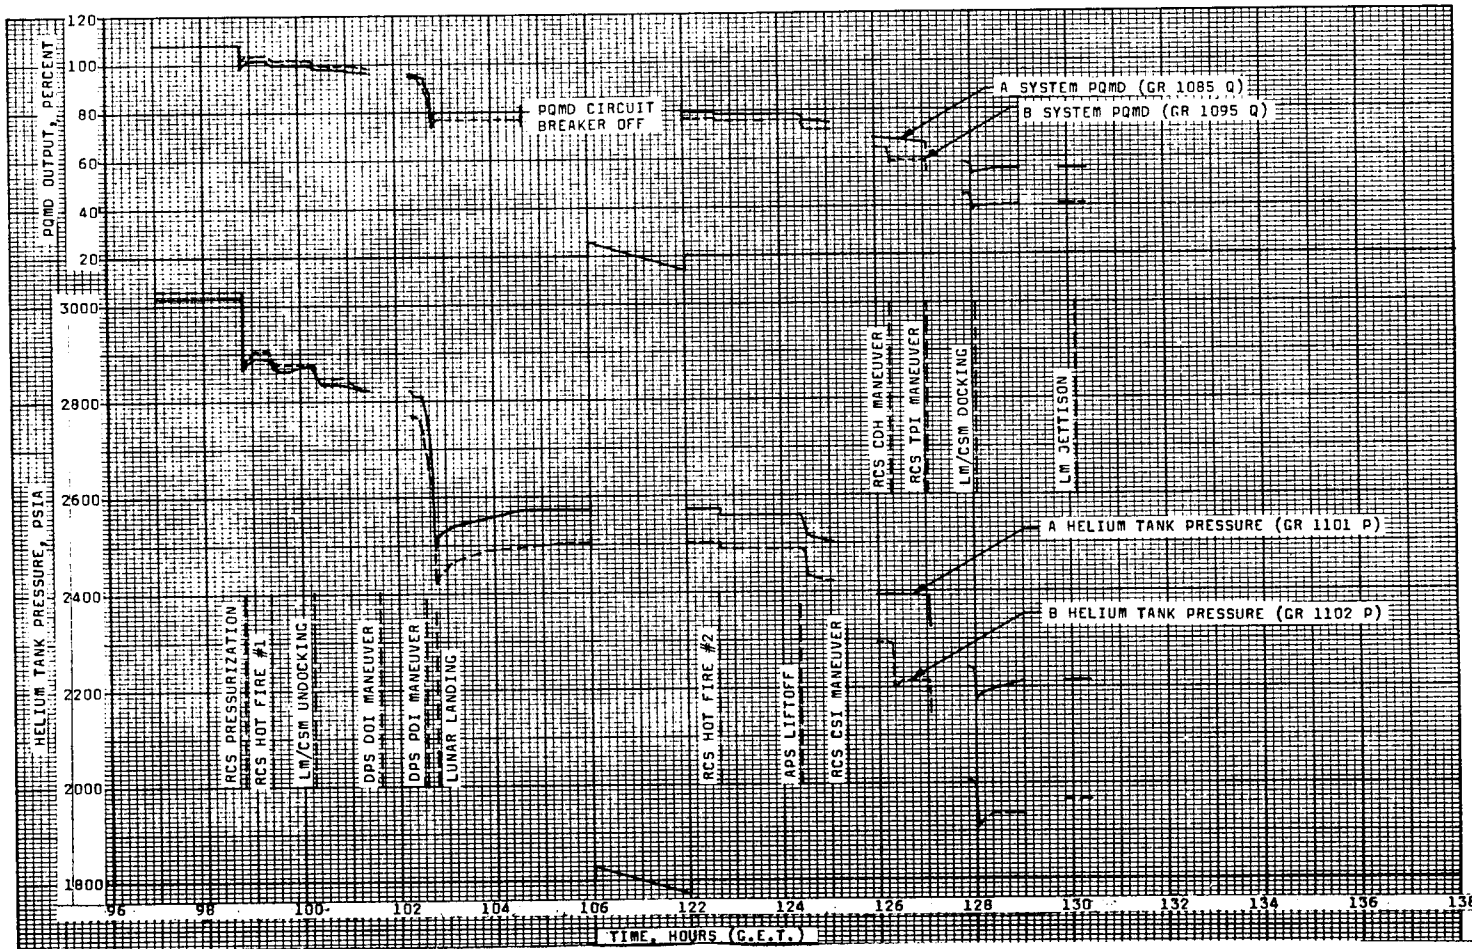 120
100
80
60
40
20
PQMD OUTPUT, PERCENT
PQMD CIRCUIT
BREAKER OFF
A SYSTEM PQMD (GR 1085 Q)
B SYSTEM PQMD (GR 1095 Q)
3000
2800
2600
2400
2200
2000
1800
HELIUM TANK PRESSURE, PSIA
RCS PRESSURIZATION
RCS HOT FIRE #1
LM/CSM UNDOCKING
DPS DOI MANEUVER
DPS PDI MANEUVER
LUNAR LANDING
RCS HOT FIRE #2
APS LIFTOFF
RCS CSI MANEUVER
RCS CDH MANEUVER
RCS TPI MANEUVER
LM/CSM DOCKING
LM JETTISON
A HELIUM TANK PRESSURE (GR 1101 P)
B HELIUM TANK PRESSURE (GR 1102 P)
96 98 100 102 104 106 122 124 126 128 130 132 134 136 138
TIME, HOURS (G.E.T.)